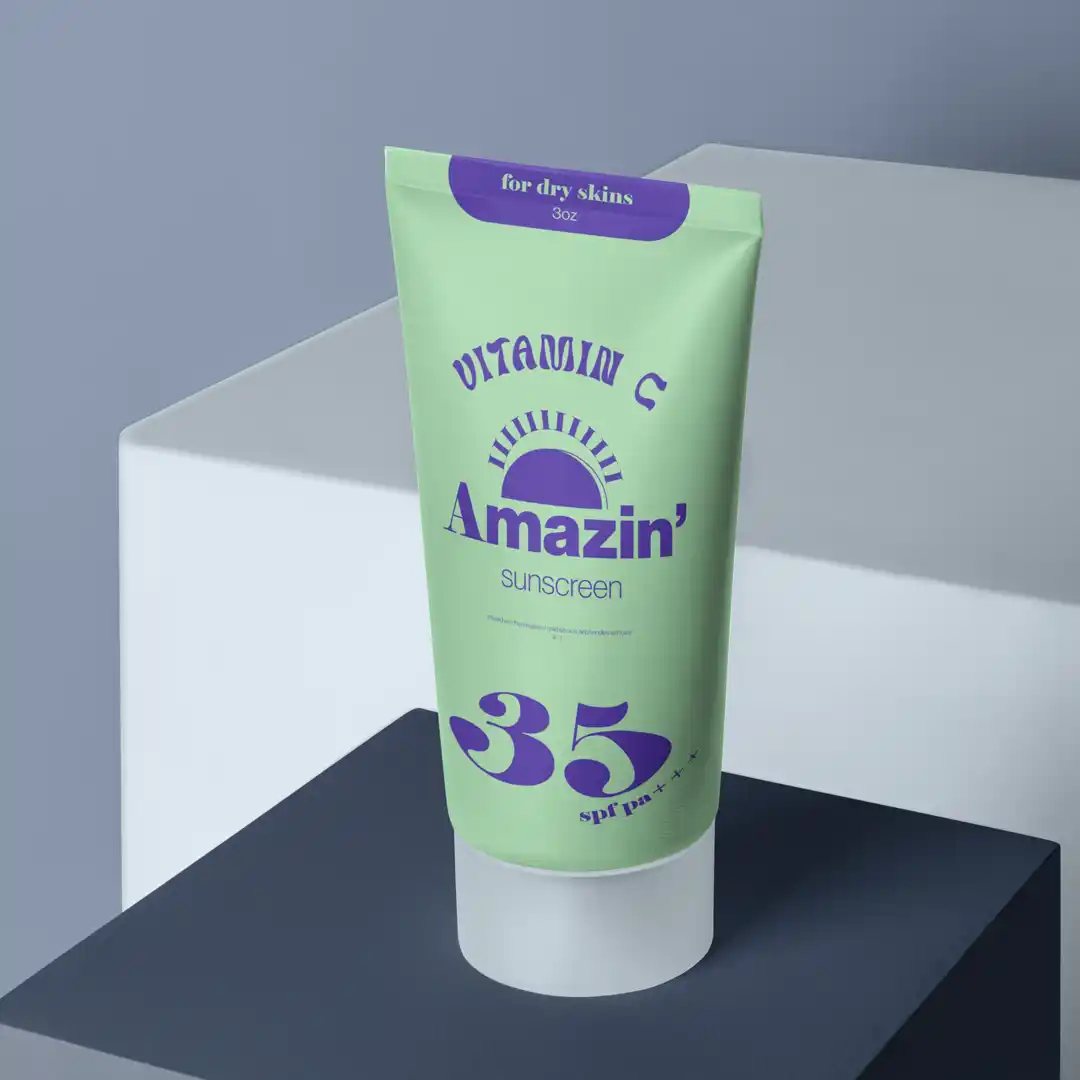 for dry skins
3oz
VITAMIN C
Amazin'
sunscreen
35
spf pa+++